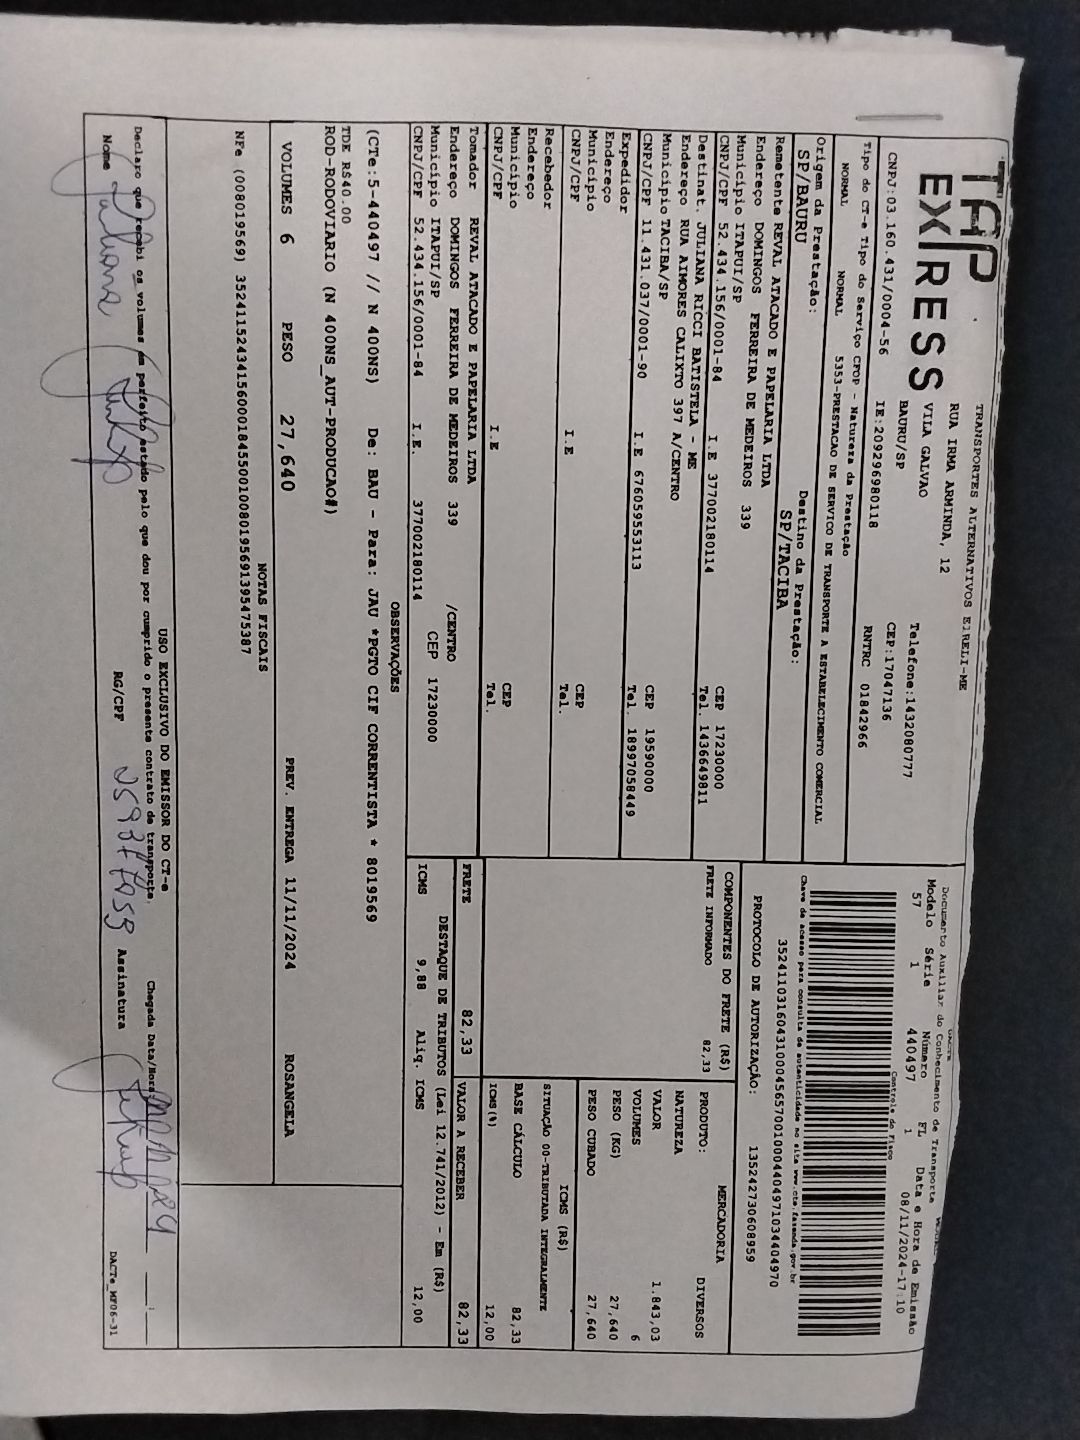 TAP EXPRESS
TRANSPORTES ALTERNATIVOS EIRELI-ME
RUA IRMA ARMINDA, 12
VILA GALVAO
BAURU/SP
Telefone:1432080777
CEP:17047136
CNPJ:03.160.431/0004-56 IE:209296980118 RNTRC 01842966
Tipo do CT-e Tipo do Serviço CFOP - Natureza da Prestação
NORMAL NORMAL 5353-PRESTACAO DE SERVICO DE TRANSPORTE A ESTABELECIMENTO COMERCIAL
Origem da Prestação: Destino da Prestação:
SP/BAURU SP/TACIBA
Documento Auxiliar do Conhecimento de Transporte
Modelo Série Número FL Data e Hora de Emissão
57 1 440497 1 08/11/2024-17:10
Controle do Fisco
Chave de acesso para consulta de autenticidade no site www.cte.fazenda.gov.br
PROTOCOLO DE AUTORIZAÇÃO: 135242730608959
Remetente REVAL ATACADO E PAPELARIA LTDA
Endereço DOMINGOS FERREIRA DE MEDEIROS 339
Município ITAPUI/SP CEP 17230000
CNPJ/CPF 52.434.156/0001-84 I.E 377002180114 Tel. 1436649811
Destinat. JULIANA RICCI BATISTELA - ME
Endereço RUA AIMORES CALIXTO 397 A/CENTRO
Município TACIBA/SP CEP 19590000
CNPJ/CPF 11.431.037/0001-90 I.E 676059553113 Tel. 18997058449
Expedidor
Endereço
Município CEP
CNPJ/CPF I.E Tel.
Recebedor
Endereço
Município CEP
CNPJ/CPF I.E Tel.
Tomador REVAL ATACADO E PAPELARIA LTDA
Endereço DOMINGOS FERREIRA DE MEDEIROS 339 /CENTRO
Município ITAPUI/SP CEP 17230000
CNPJ/CPF 52.434.156/0001-84 I.E. 377002180114
COMPONENTES DO FRETE (R$)
FRETE INFORMADO 82,33
MERCADORIA
PRODUTO: DIVERSOS
NATUREZA
VALOR 1.843,03
VOLUMES 6
PESO (KG) 27,640
PESO CUBADO 27,640
ICMS (R$)
SITUAÇÃO 00-TRIBUTADA INTEGRALMENTE
BASE CÁLCULO 82,33
ICMS(%) 12,00
FRETE 82,33 VALOR A RECEBER 82,33
DESTAQUE DE TRIBUTOS (Lei 12.741/2012) - Em (R$)
ICMS 9,88 Aliq. ICMS 12,00
OBSERVAÇÕES
(CTe:5-440497 // N 400NS) De: BAU - Para: JAU *PGTO CIF CORRENTISTA * 8019569
TDE R$40.00
ROD-RODOVIARIO (N 400NS_AUT-PRODUCAO#)
VOLUMES 6 PESO 27,640 PREV. ENTREGA 11/11/2024 ROSANGELA
NOTAS FISCAIS
NFe (008019569)
USO EXCLUSIVO DO EMISSOR DO CT-e
Declaro que recebi os volumes em perfeito estado pelo que dou por cumprido o presente contrato de transporte. Chegada Data/Hora
Nome RG/CPF Assinatura
DACTe_MF06-31